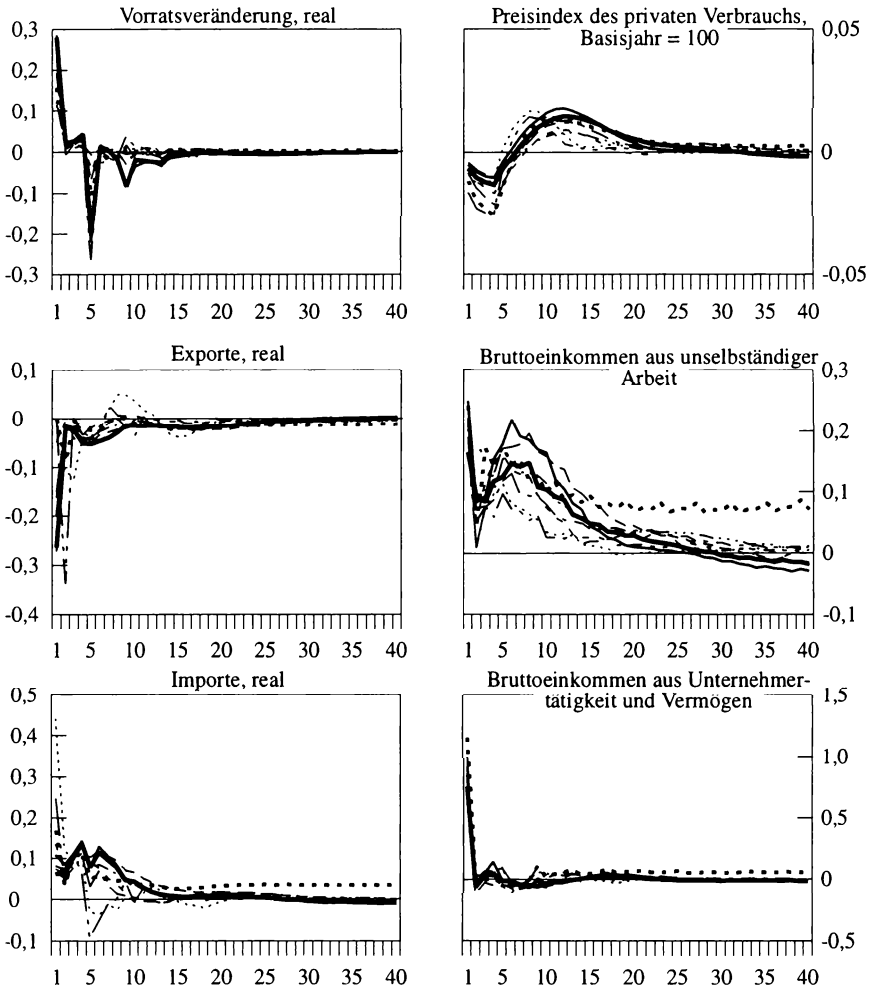 Vorratsveränderung, real
0,3
0,2
0,1
0
-0,1
-0,2
-0,3
1 5 10 15 20 25 30 35 40
Preisindex des privaten Verbrauchs,
Basisjahr = 100
0,05
0
-0,05
1 5 10 15 20 25 30 35 40
Exporte, real
0,1
0
-0,1
-0,2
-0,3
-0,4
1 5 10 15 20 25 30 35 40
Bruttoeinkommen aus unselbständiger
Arbeit
0,3
0,2
0,1
0
-0,1
1 5 10 15 20 25 30 35 40
Importe, real
0,5
0,4
0,3
0,2
0,1
0
-0,1
1 5 10 15 20 25 30 35 40
Bruttoeinkommen aus Unternehmer-
tätigkeit und Vermögen
1,5
1,0
0,5
0
-0,5
1 5 10 15 20 25 30 35 40